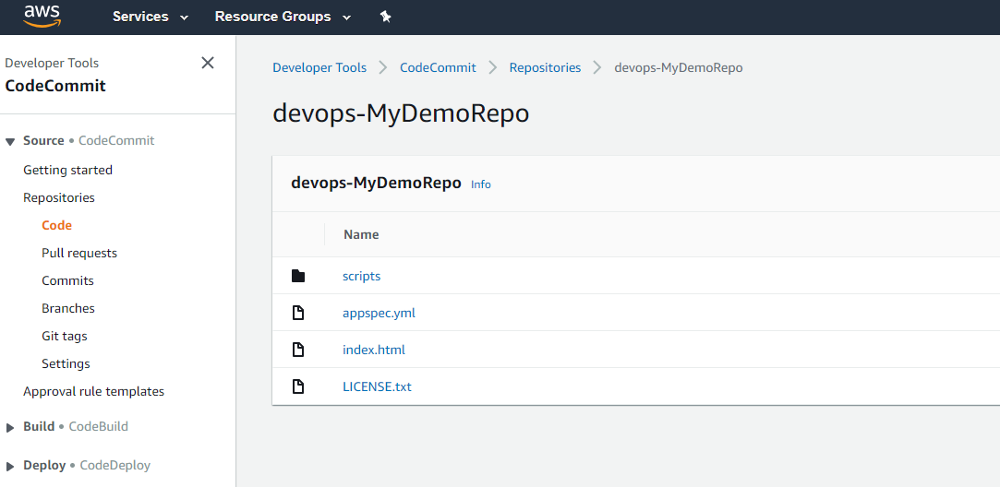 aws
Services
Resource Groups
Developer Tools
CodeCommit
Source • CodeCommit
Getting started
Repositories
Code
Pull requests
Commits
Branches
Git tags
Settings
Approval rule templates
Build • CodeBuild
Deploy • CodeDeploy
Developer Tools > CodeCommit > Repositories > devops-MyDemoRepo
devops-MyDemoRepo
devops-MyDemoRepo Info
Name
scripts
appspec.yml
index.html
LICENSE.txt